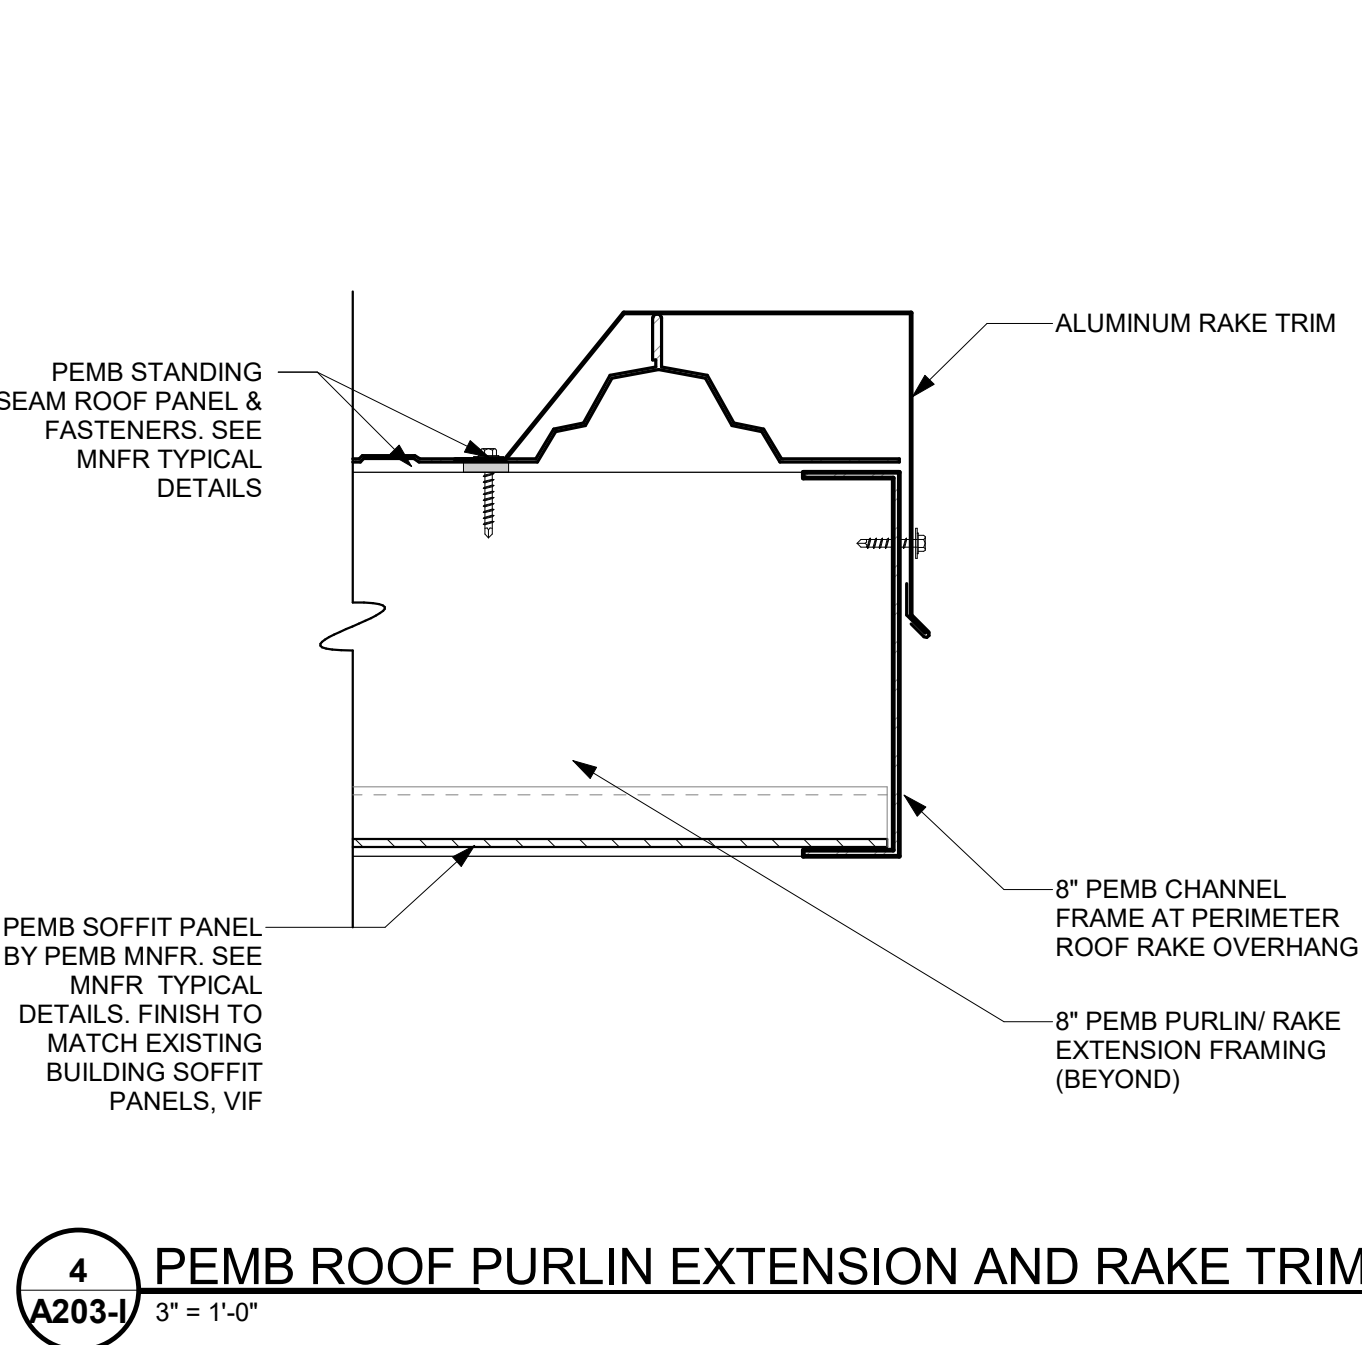 PEMB STANDING
SEAM ROOF PANEL &
FASTENERS. SEE
MNFR TYPICAL
DETAILS
ALUMINUM RAKE TRIM
PEMB SOFFIT PANEL
BY PEMB MNFR. SEE
MNFR TYPICAL
DETAILS. FINISH TO
MATCH EXISTING
BUILDING SOFFIT
PANELS, VIF
8" PEMB CHANNEL
FRAME AT PERIMETER
ROOF RAKE OVERHANG
8" PEMB PURLIN/ RAKE
EXTENSION FRAMING
(BEYOND)
4
A203-I
PEMB ROOF PURLIN EXTENSION AND RAKE TRIM
3" = 1'-0"